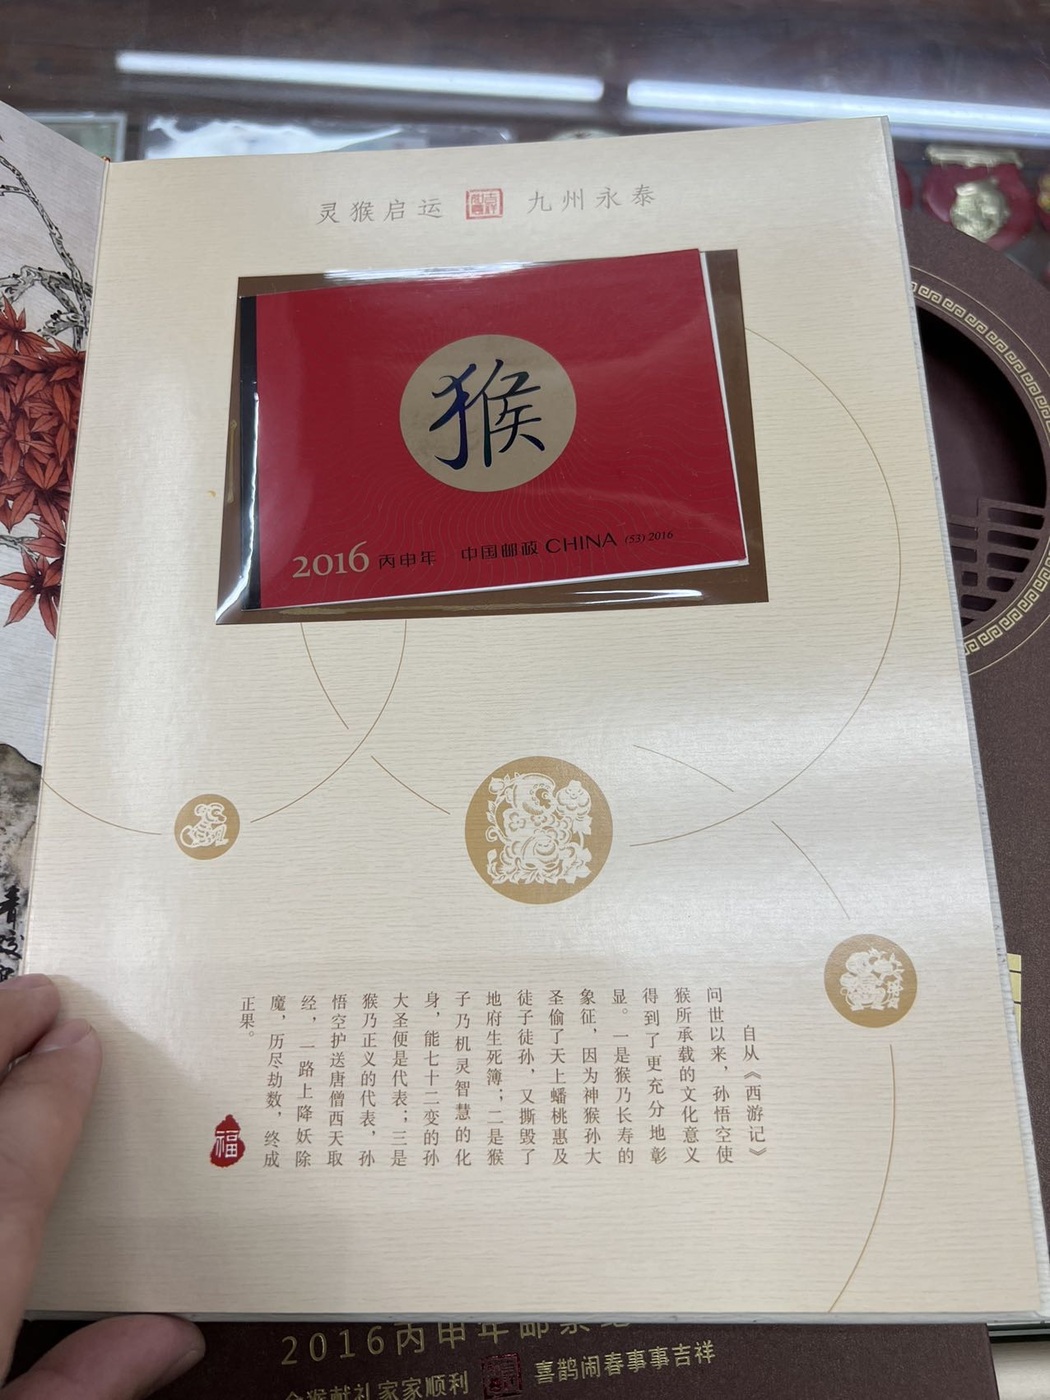 灵猴启运 九州永泰
猴
2016 丙申年 中国邮政 CHINA (53) 2016
自从《西游记》
问世以来，孙悟空使
猴所承载的文化意义
得到了更充分地彰
显。一是猴乃长寿的
象征，因为神猴孙大
圣偷了天上蟠桃惠及
徒子徒孙，又撕毁了
地府生死簿；二是猴
子乃机灵智慧的化
身，能七十二变的孙
大圣便是代表；三是
猴乃正义的代表，孙
悟空护送唐僧西天取
经，一路上降妖除
魔，历尽劫数，终成
正果。
福
2016丙申年邮票
金猴献礼家家顺利 喜鹊闹春事事吉祥